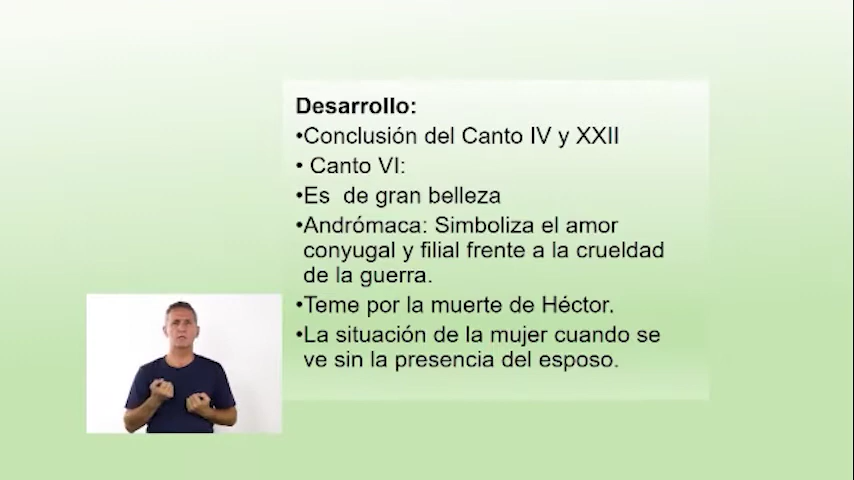 Desarrollo:
•Conclusión del Canto IV y XXII
• Canto VI:
•Es de gran belleza
•Andrómaca: Simboliza el amor
conyugal y filial frente a la crueldad
de la guerra.
•Teme por la muerte de Héctor.
•La situación de la mujer cuando se
ve sin la presencia del esposo.